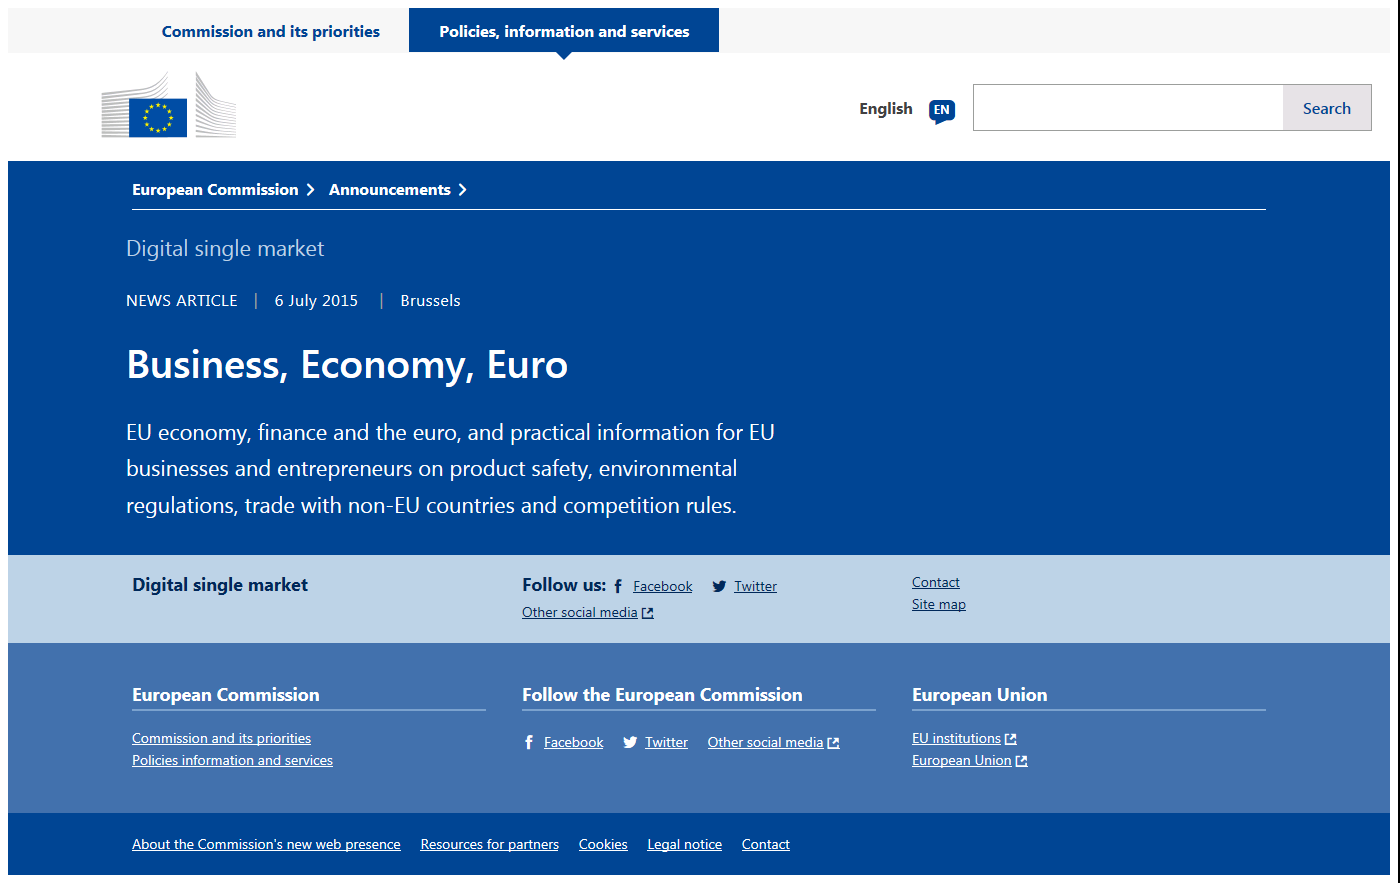 Commission and its priorities
Policies, information and services
English
EN
Search
European Commission
Announcements
Digital single market
NEWS ARTICLE | 6 July 2015 | Brussels
Business, Economy, Euro
EU economy, finance and the euro, and practical information for EU
businesses and entrepreneurs on product safety, environmental
regulations, trade with non-EU countries and competition rules.
Digital single market
Follow us: Facebook Twitter
Other social media
Contact
Site map
European Commission
Commission and its priorities
Policies information and services
Follow the European Commission
Facebook Twitter Other social media
European Union
EU institutions
European Union
About the Commission's new web presence Resources for partners Cookies Legal notice Contact